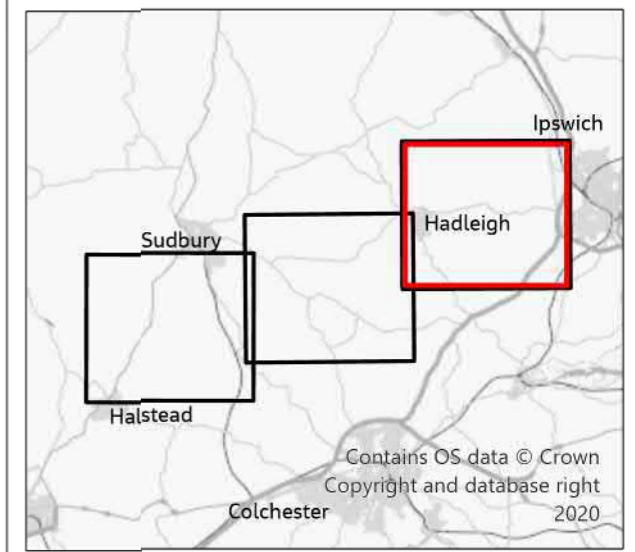 Ipswich
Hadleigh
Sudbury
Halstead
Contains OS data © Crown
Copyright and database right
2020
Colchester